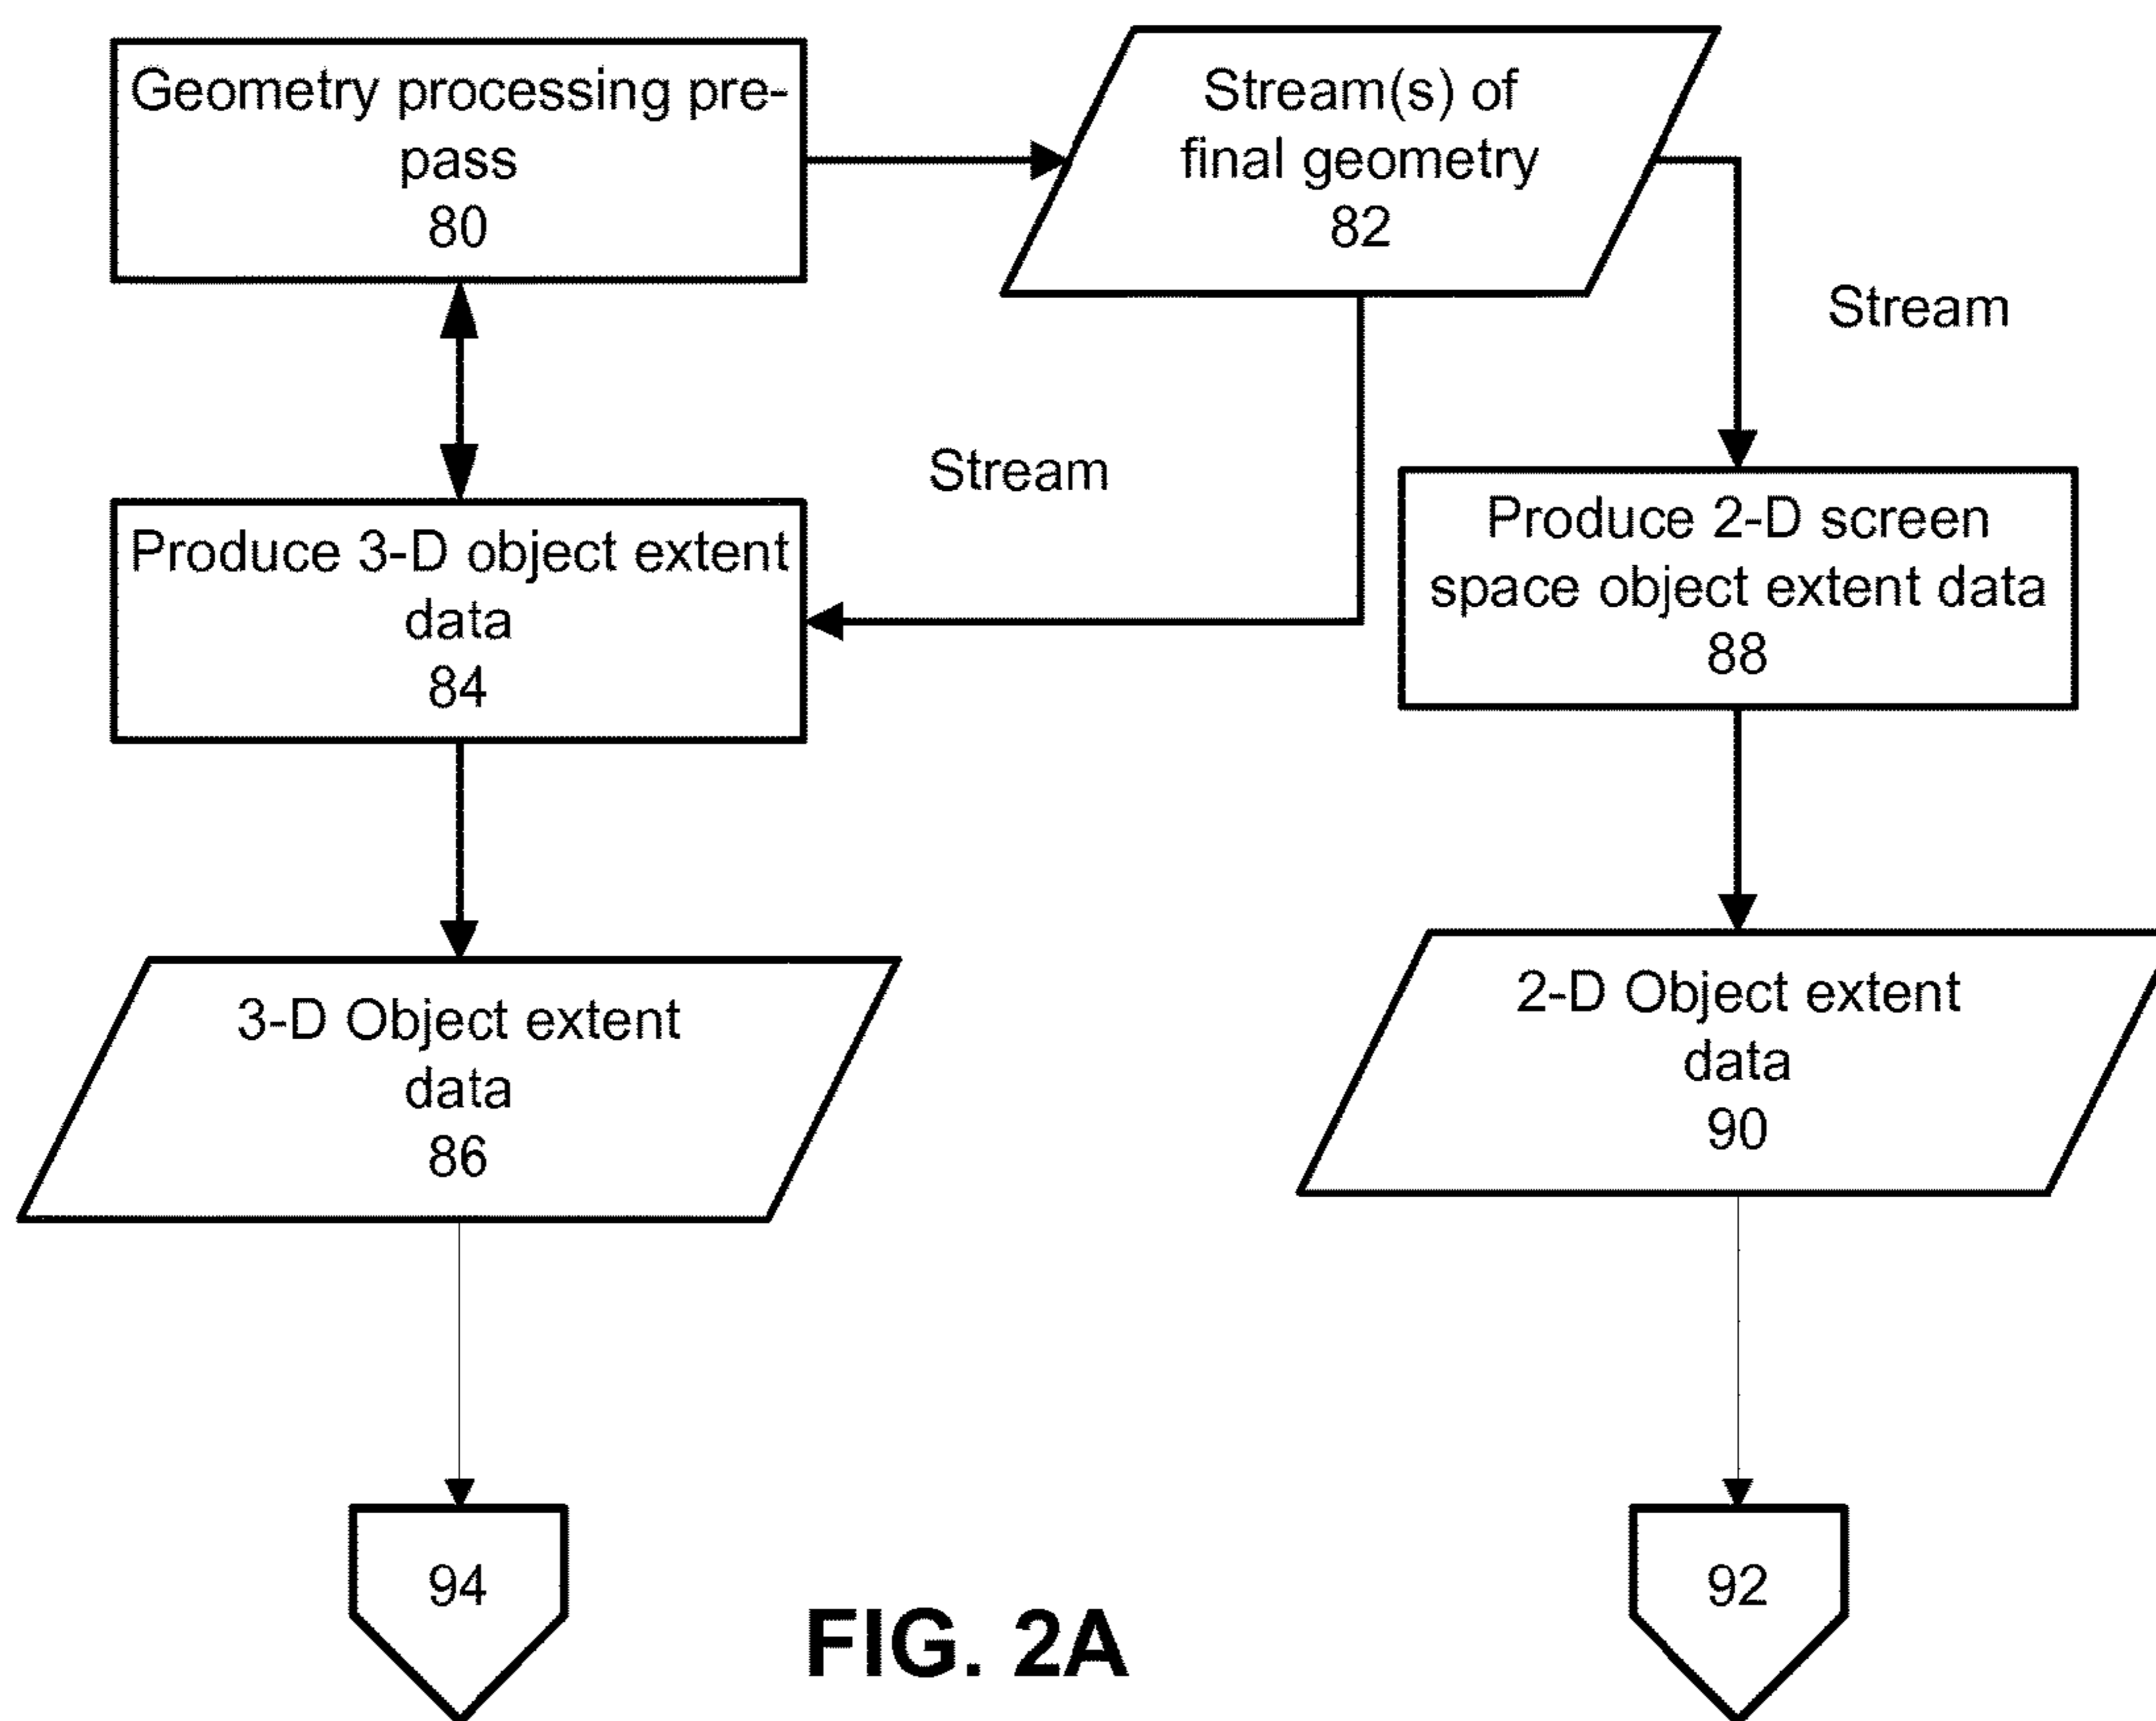 Geometry processing pre-
pass
80
Stream(s) of
final geometry
82
Stream
Stream
Produce 3-D object extent
data
84
Produce 2-D screen
space object extent data
88
3-D Object extent
data
86
2-D Object extent
data
90
94
92
FIG. 2A